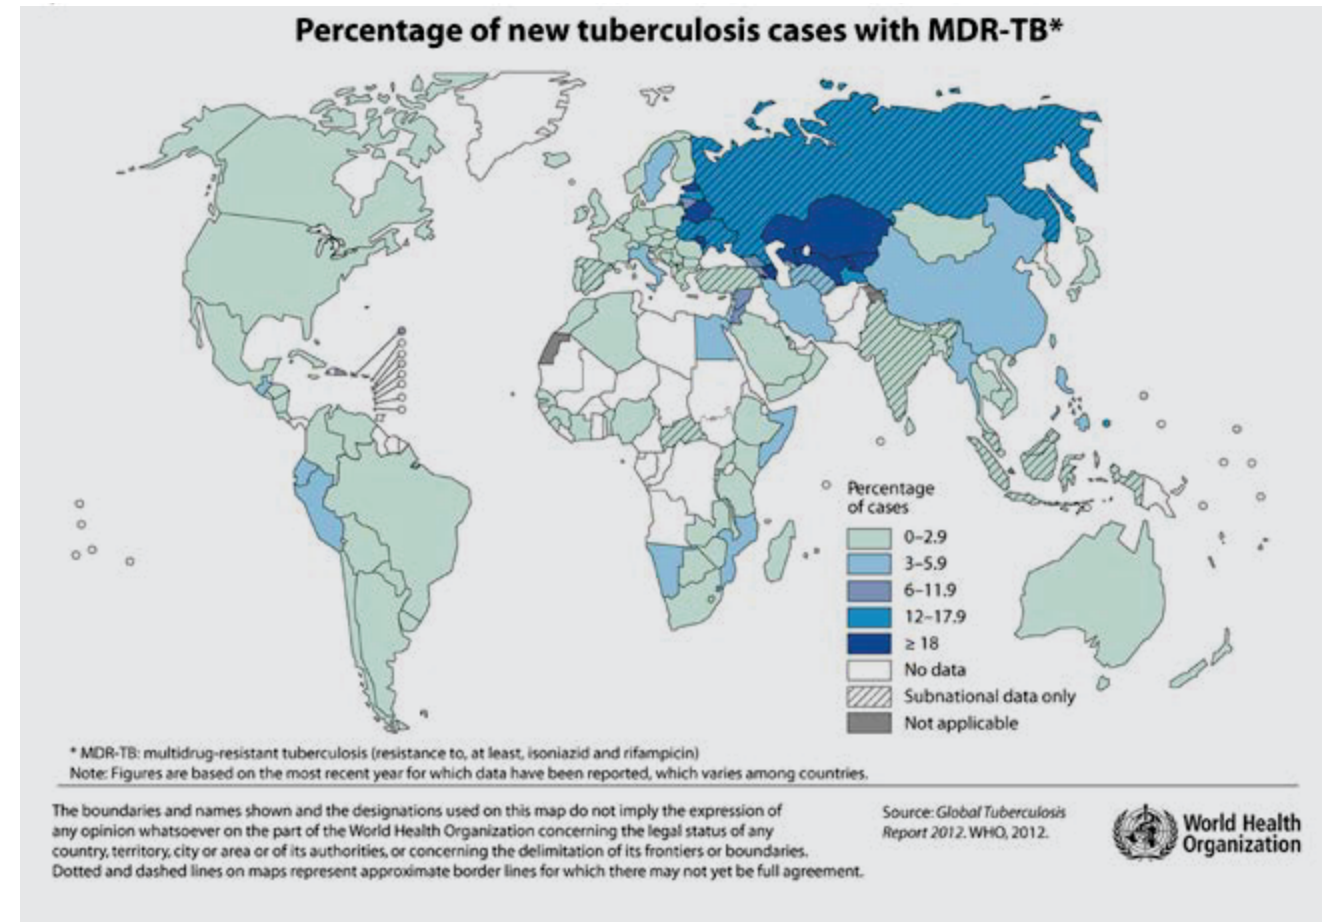 Percentage of new tuberculosis cases with MDR-TB*
Percentage
of cases
0–2.9
3–5.9
6–11.9
12–17.9
≥ 18
No data
Subnational data only
Not applicable
* MDR-TB: multidrug-resistant tuberculosis (resistance to, at least, isoniazid and rifampicin)
Note: Figures are based on the most recent year for which data have been reported, which varies among countries.
The boundaries and names shown and the designations used on this map do not imply the expression of
any opinion whatsoever on the part of the World Health Organization concerning the legal status of any
country, territory, city or area or of its authorities, or concerning the delimitation of its frontiers or boundaries.
Dotted and dashed lines on maps represent approximate border lines for which there may not yet be full agreement.
Source: Global Tuberculosis
Report 2012. WHO, 2012.
World Health
Organization